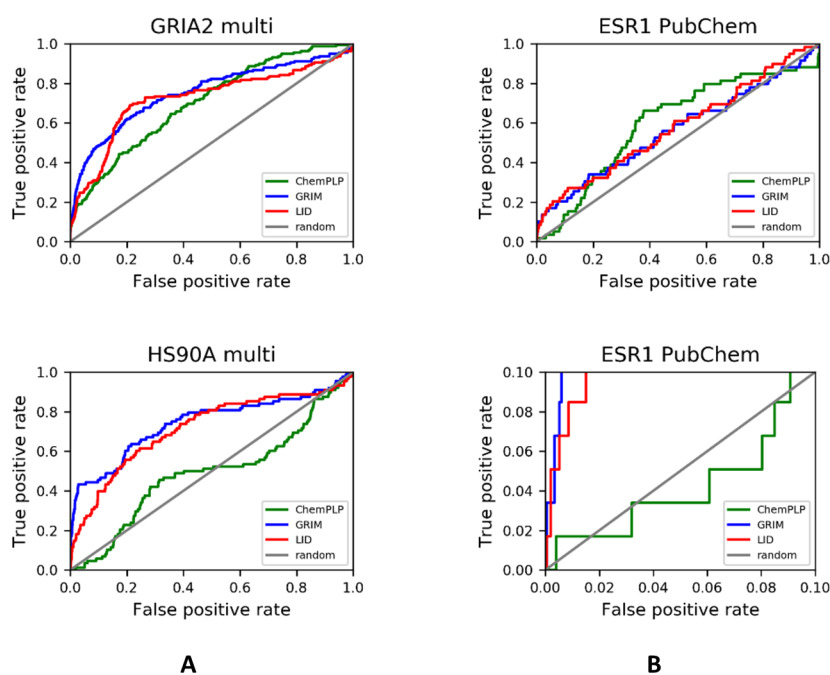 GRIA2 multi
True positive rate
1.0
0.8
0.6
0.4
0.2
0.0
ChemPLP
GRIM
LID
random
0.0 0.2 0.4 0.6 0.8 1.0
False positive rate
ESR1 PubChem
True positive rate
1.0
0.8
0.6
0.4
0.2
0.0
ChemPLP
GRIM
LID
random
0.0 0.2 0.4 0.6 0.8 1.0
False positive rate
HS90A multi
True positive rate
1.0
0.8
0.6
0.4
0.2
0.0
ChemPLP
GRIM
LID
random
0.0 0.2 0.4 0.6 0.8 1.0
False positive rate
ESR1 PubChem
True positive rate
0.10
0.08
0.06
0.04
0.02
0.00
ChemPLP
GRIM
LID
random
0.00 0.02 0.04 0.06 0.08 0.10
False positive rate
A
B